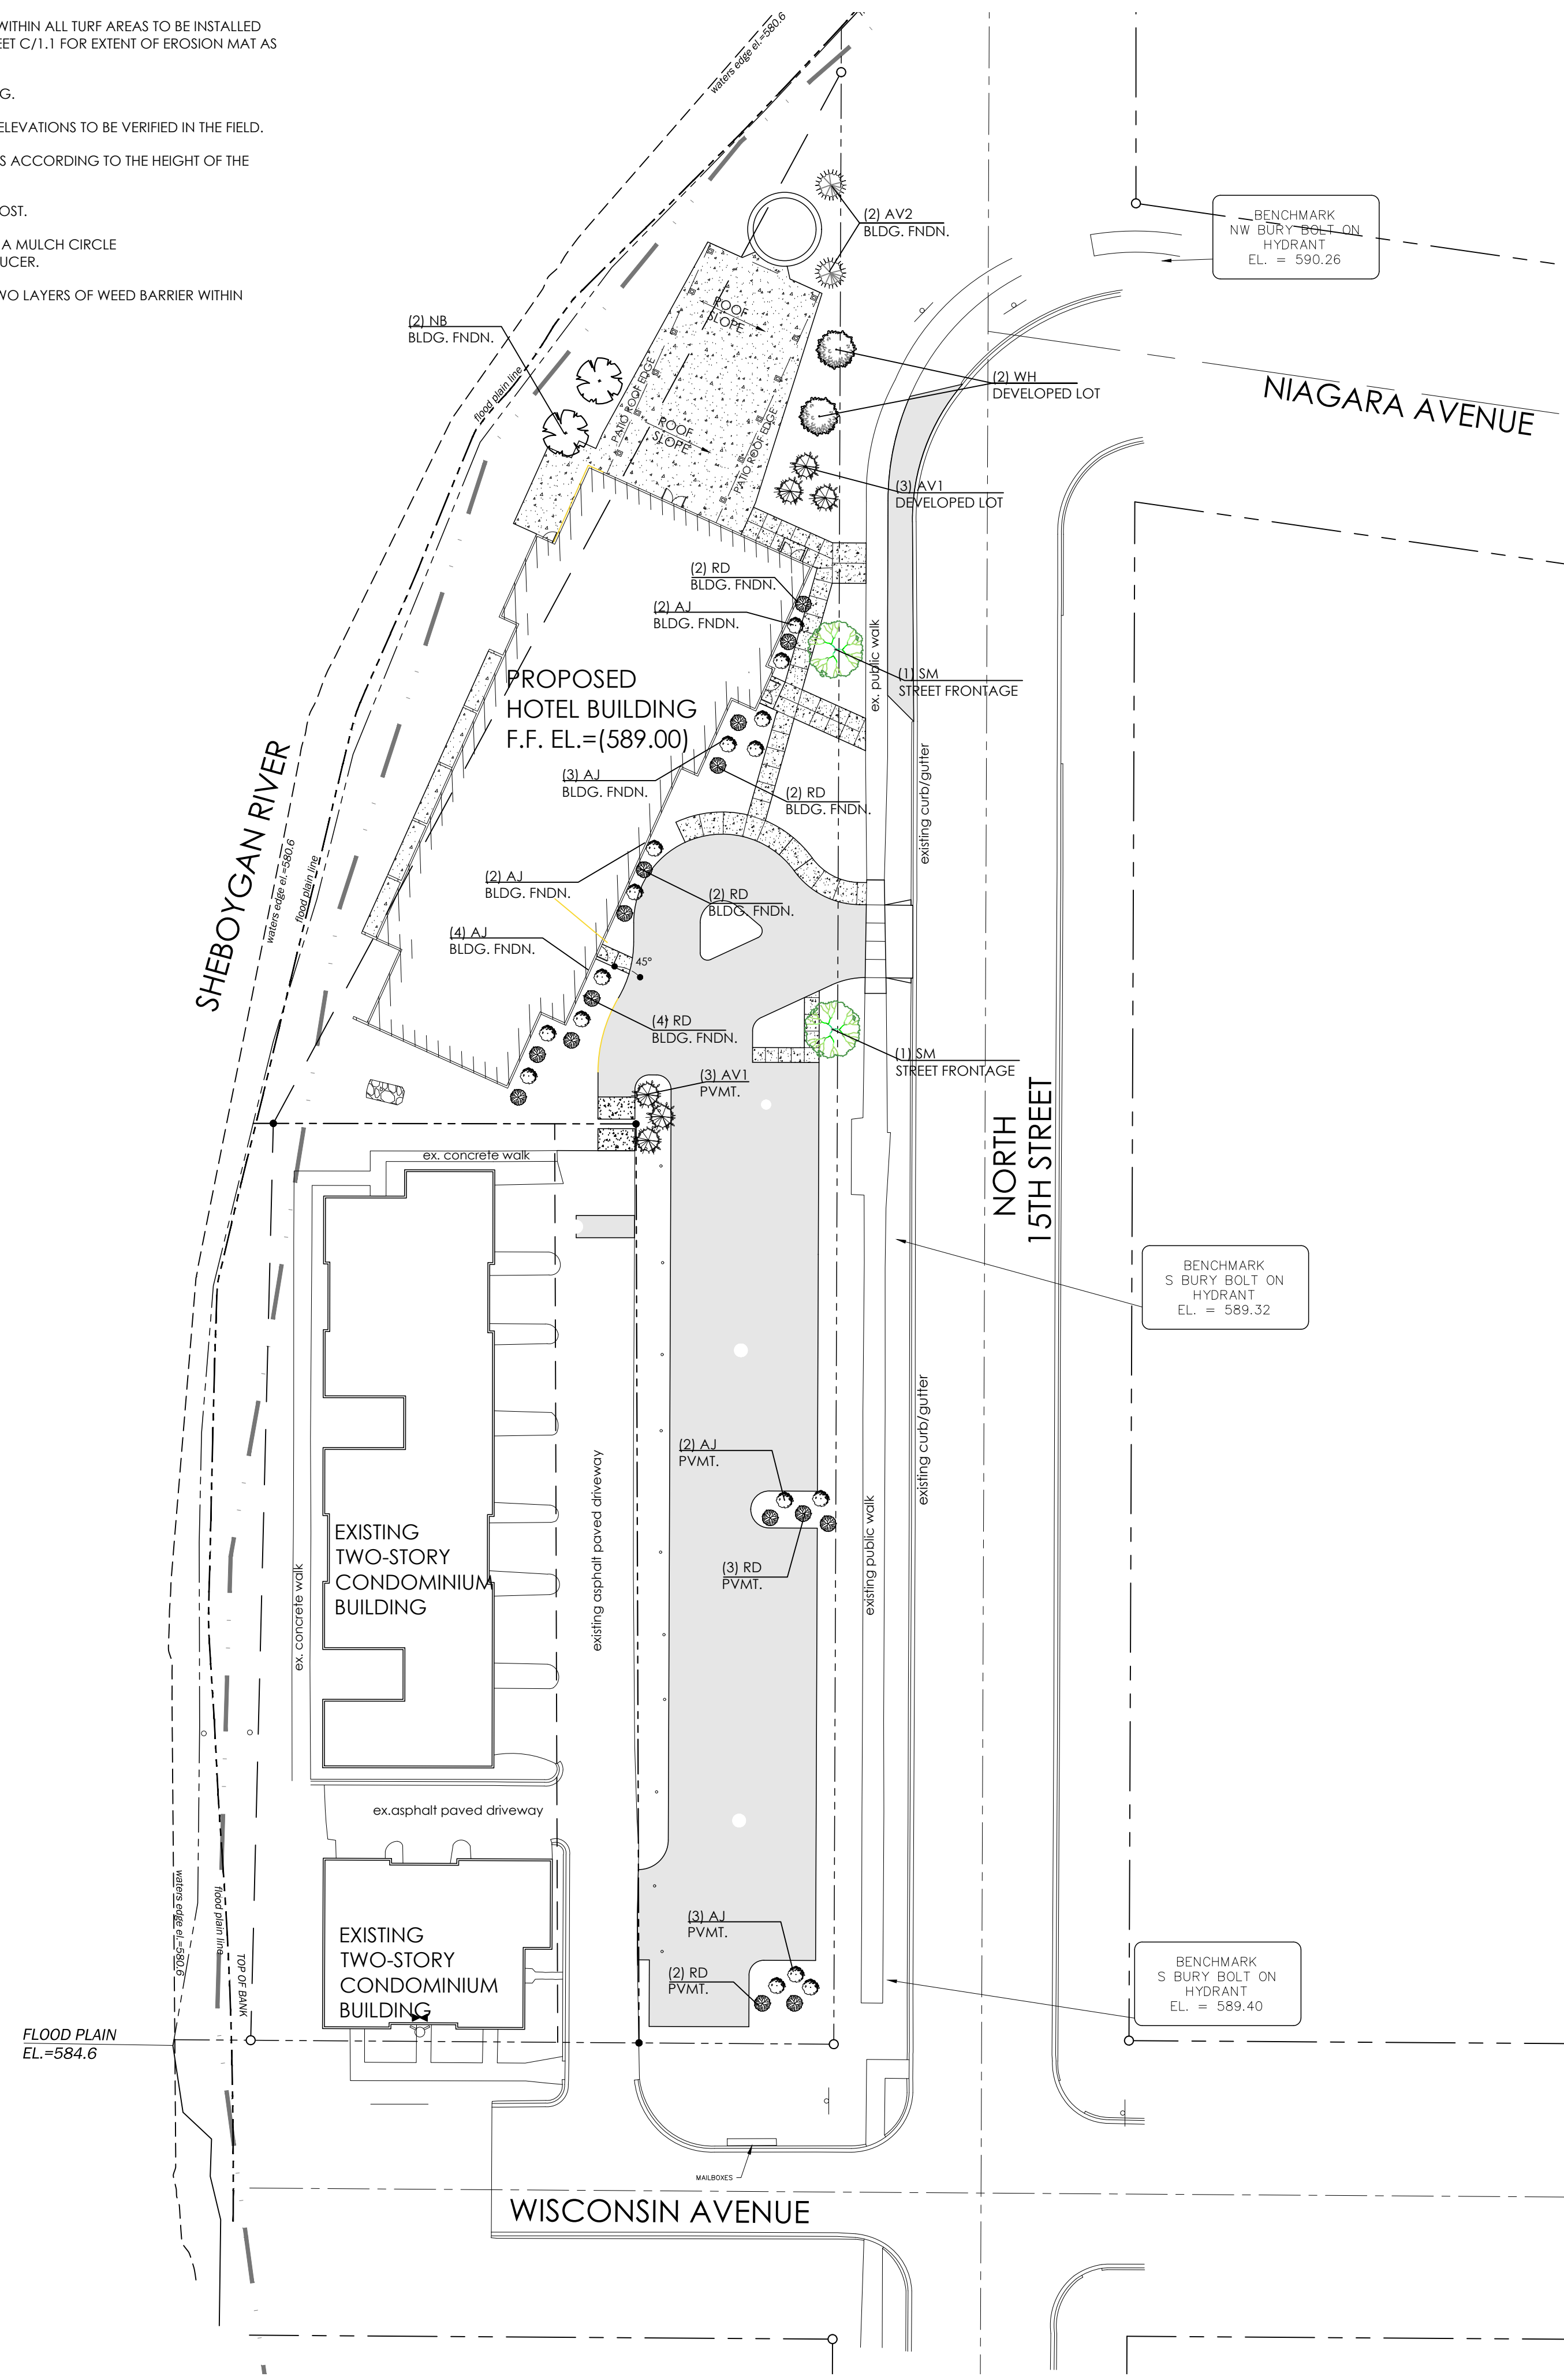 WITHIN ALL TURF AREAS TO BE INSTALLED
EET C/1.1 FOR EXTENT OF EROSION MAT AS
G.
ELEVATIONS TO BE VERIFIED IN THE FIELD.
S ACCORDING TO THE HEIGHT OF THE
OST.
A MULCH CIRCLE
UCER.
WO LAYERS OF WEED BARRIER WITHIN
waters edge el.=580.6
(2) AV2
BLDG. FNDN.
BENCHMARK
NW BURY BOLT ON
HYDRANT
EL. = 590.26
(2) NB
BLDG. FNDN.
ROOF
SLOPE
flood plain line
PATIO ROOF EDGE
ROOF
SLOPE
PATIO ROOF EDGE
(2) WH
DEVELOPED LOT
NIAGARA AVENUE
(3) AV1
DEVELOPED LOT
(2) RD
BLDG. FNDN.
(2) AJ
BLDG. FNDN.
ex. public walk
(1) SM
STREET FRONTAGE
PROPOSED
HOTEL BUILDING
F.F. EL.=(589.00)
(3) AJ
BLDG. FNDN.
(2) RD
BLDG. FNDN.
existing curb/gutter
SHEBOYGAN RIVER
waters edge el.=580.6
flood plain line
(2) AJ
BLDG. FNDN.
(2) RD
BLDG. FNDN.
(4) AJ
BLDG. FNDN.
45°
(4) RD
BLDG. FNDN.
(1) SM
STREET FRONTAGE
(3) AV1
PVMT.
NORTH
15TH STREET
ex. concrete walk
BENCHMARK
S BURY BOLT ON
HYDRANT
EL. = 589.32
(2) AJ
PVMT.
existing curb/gutter
existing asphalt paved driveway
existing public walk
EXISTING
TWO-STORY
CONDOMINIUM
BUILDING
ex. concrete walk
(3) RD
PVMT.
ex.asphalt paved driveway
waters edge el.=580.6
flood plain line
TOP OF BANK
EXISTING
TWO-STORY
CONDOMINIUM
BUILDING
(3) AJ
PVMT.
(2) RD
PVMT.
BENCHMARK
S BURY BOLT ON
HYDRANT
EL. = 589.40
FLOOD PLAIN
EL.=584.6
MAILBOXES
WISCONSIN AVENUE